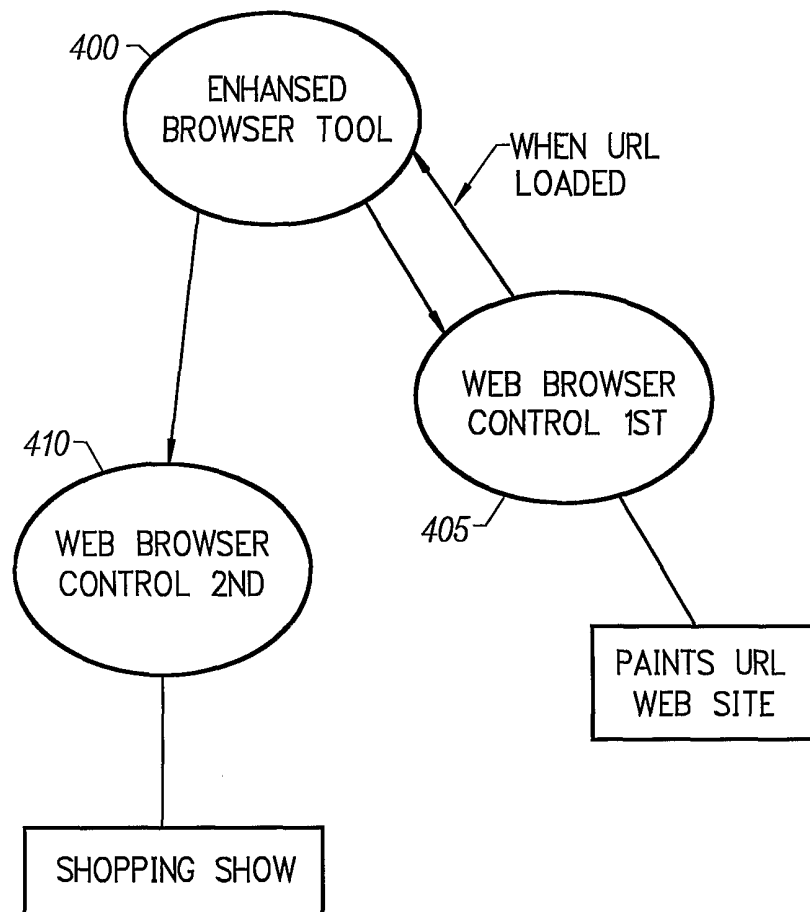 400
ENHANSED
BROWSER TOOL
WHEN URL
LOADED
WEB BROWSER
CONTROL 1ST
405
410
WEB BROWSER
CONTROL 2ND
PAINTS URL
WEB SITE
SHOPPING SHOW